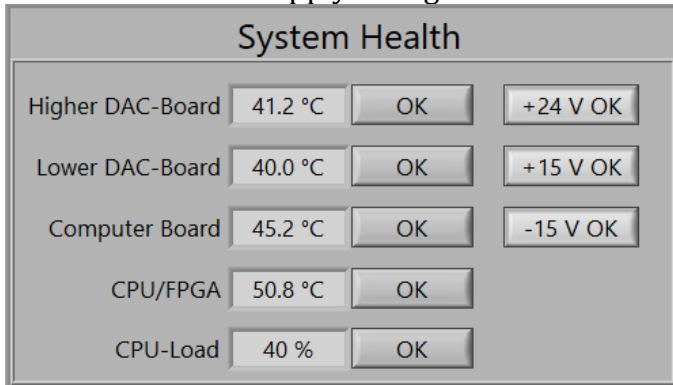 System Health
Higher DAC-Board 41.2 °C OK +24 V OK
Lower DAC-Board 40.0 °C OK +15 V OK
Computer Board 45.2 °C OK -15 V OK
CPU/FPGA 50.8 °C OK
CPU-Load 40 % OK